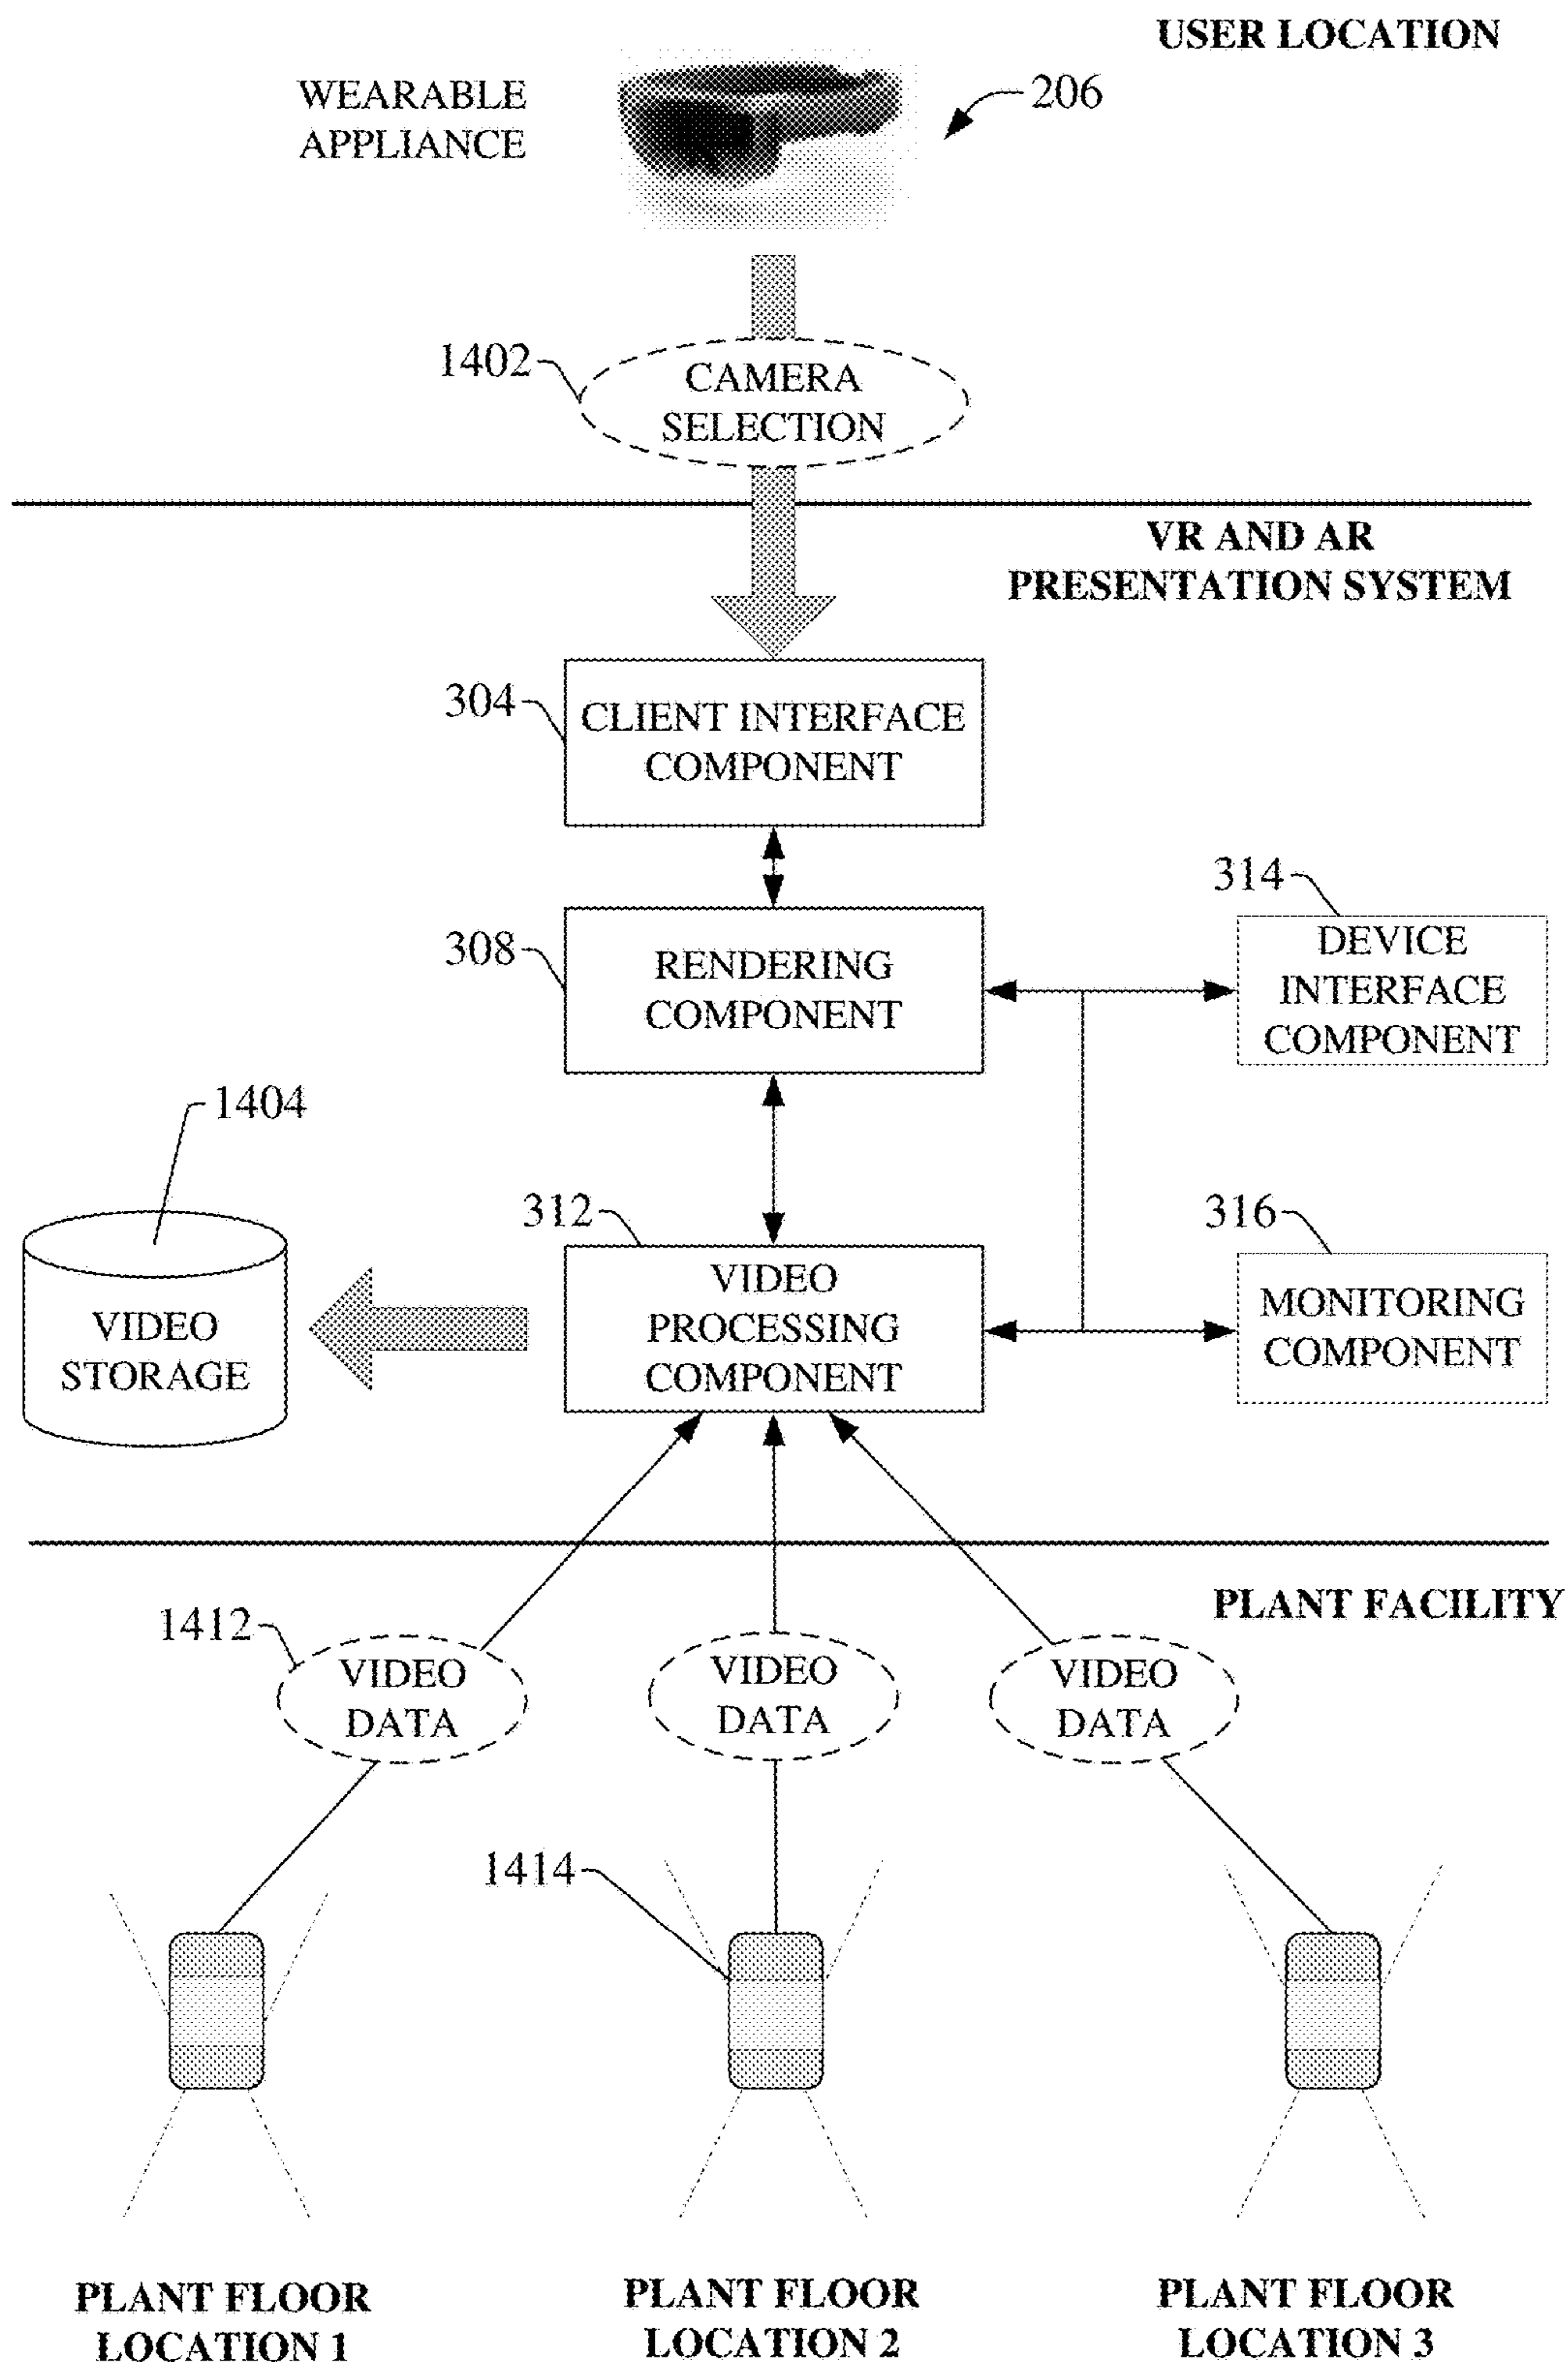 USER LOCATION
WEARABLE
APPLIANCE
206
1402
CAMERA
SELECTION
VR AND AR
PRESENTATION SYSTEM
304
CLIENT INTERFACE
COMPONENT
314
308
RENDERING
COMPONENT
DEVICE
INTERFACE
COMPONENT
1404
312
316
VIDEO
STORAGE
VIDEO
PROCESSING
COMPONENT
MONITORING
COMPONENT
PLANT FACILITY
1412
VIDEO
DATA
VIDEO
DATA
VIDEO
DATA
1414
PLANT FLOOR
LOCATION 1
PLANT FLOOR
LOCATION 2
PLANT FLOOR
LOCATION 3